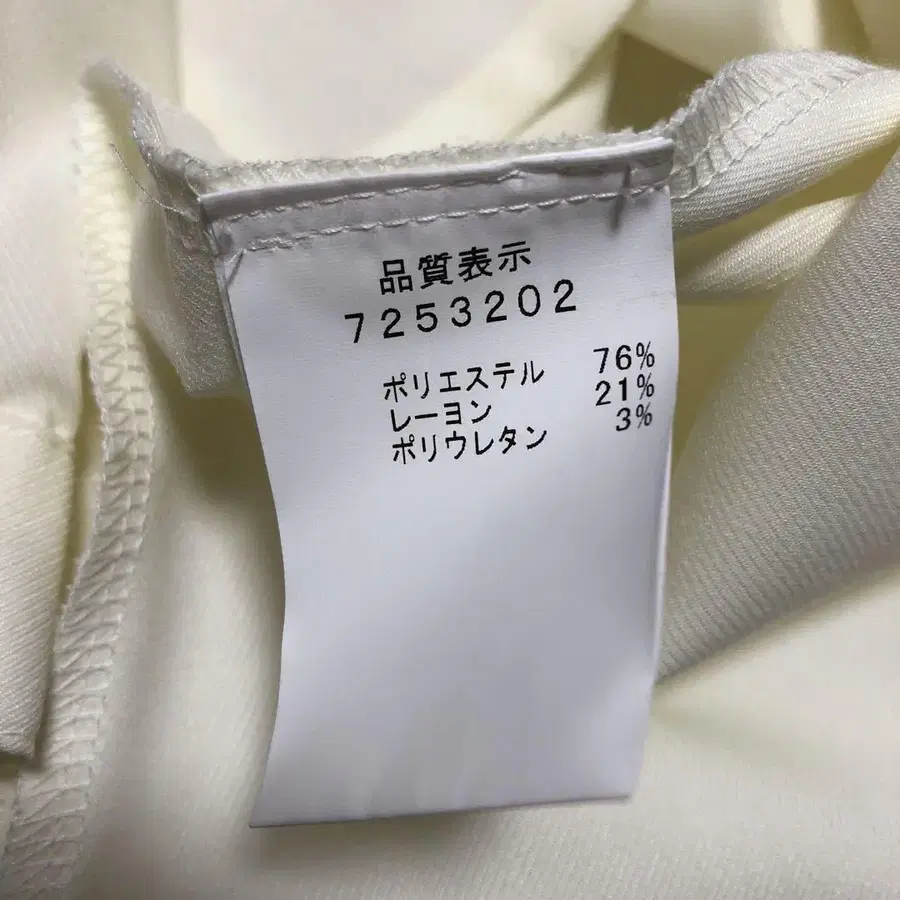 品質表示
7253202
ポリエステル 76%
レーヨン 21%
ポリウレタン 3%